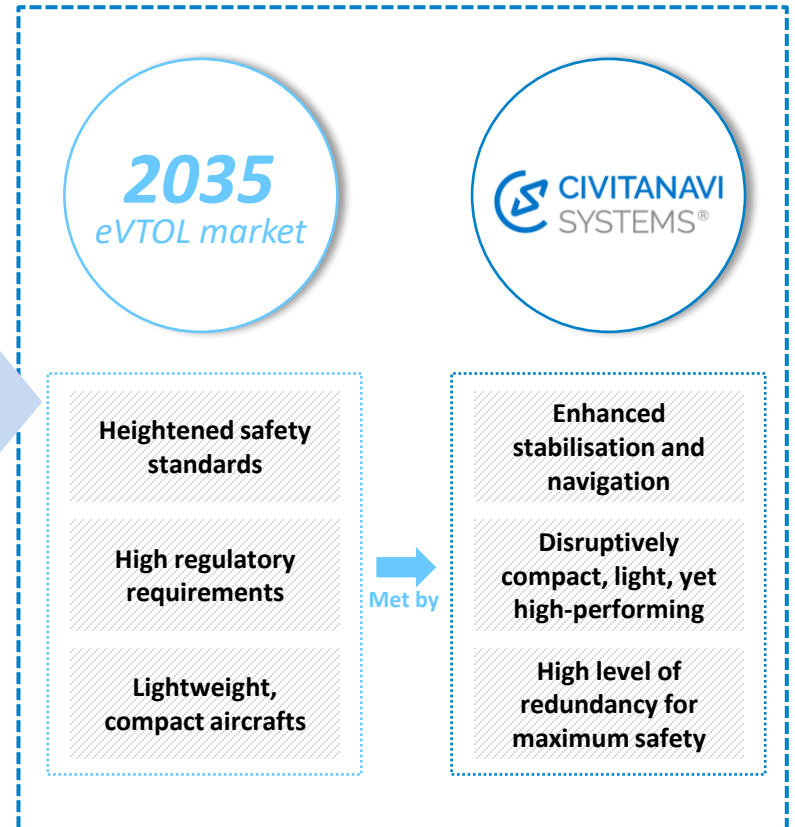 2035
eVTOL market
CIVITANAVI
SYSTEMS®
Heightened safety
standards
High regulatory
requirements
Lightweight,
compact aircrafts
Met by
Enhanced
stabilisation and
navigation
Disruptively
compact, light, yet
high-performing
High level of
redundancy for
maximum safety